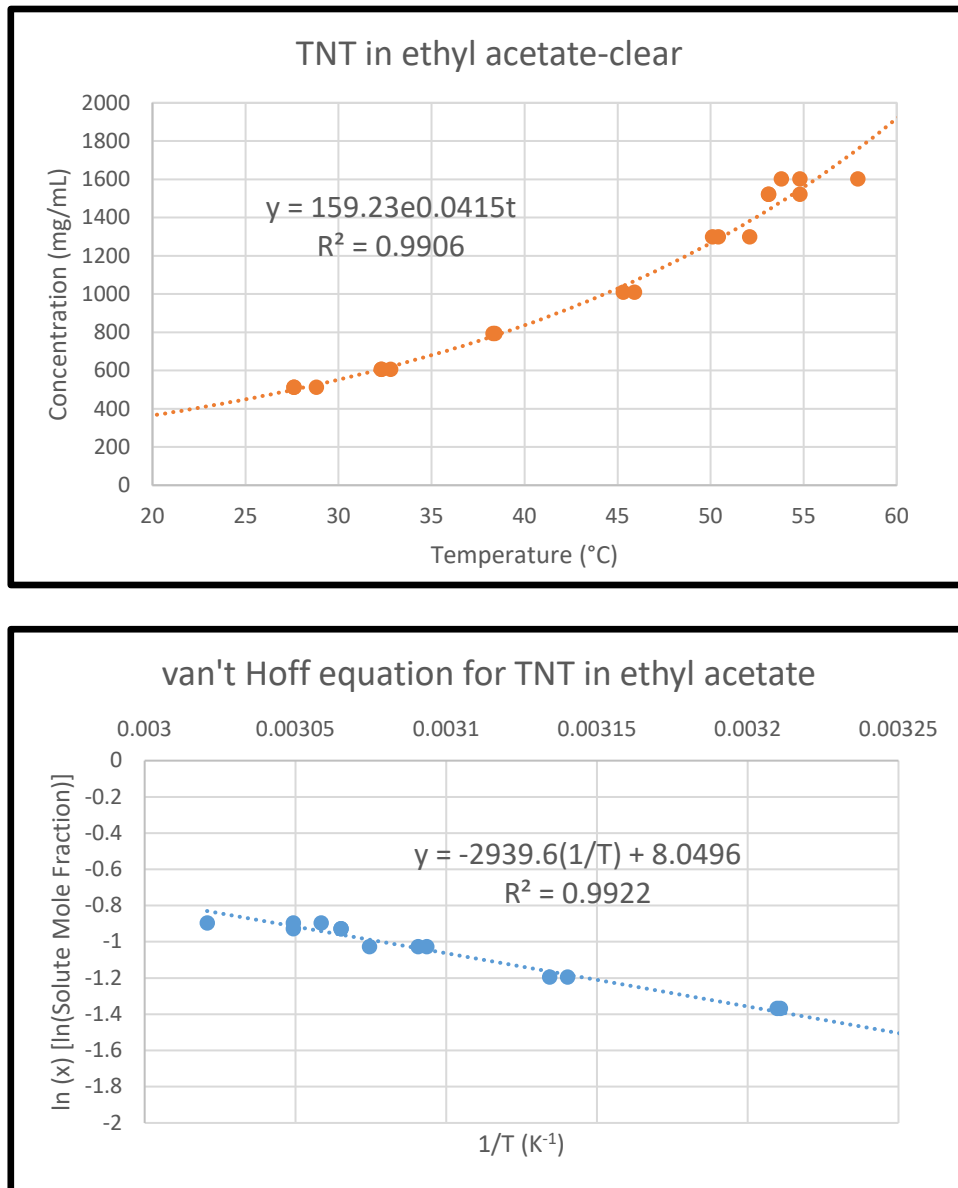 TNT in ethyl acetate-clear
2000
1800
1600
1400
1200
1000
800
600
400
200
0
Concentration (mg/mL)
y = 159.23e0.0415t
R² = 0.9906
20 25 30 35 40 45 50 55 60
Temperature (°C)
van't Hoff equation for TNT in ethyl acetate
0.003 0.00305 0.0031 0.00315 0.0032 0.00325
0
-0.2
-0.4
-0.6
-0.8
-1
-1.2
-1.4
-1.6
-1.8
-2
ln (x) [ln(Solute Mole Fraction)]
y = -2939.6(1/T) + 8.0496
R² = 0.9922
1/T (K⁻¹)